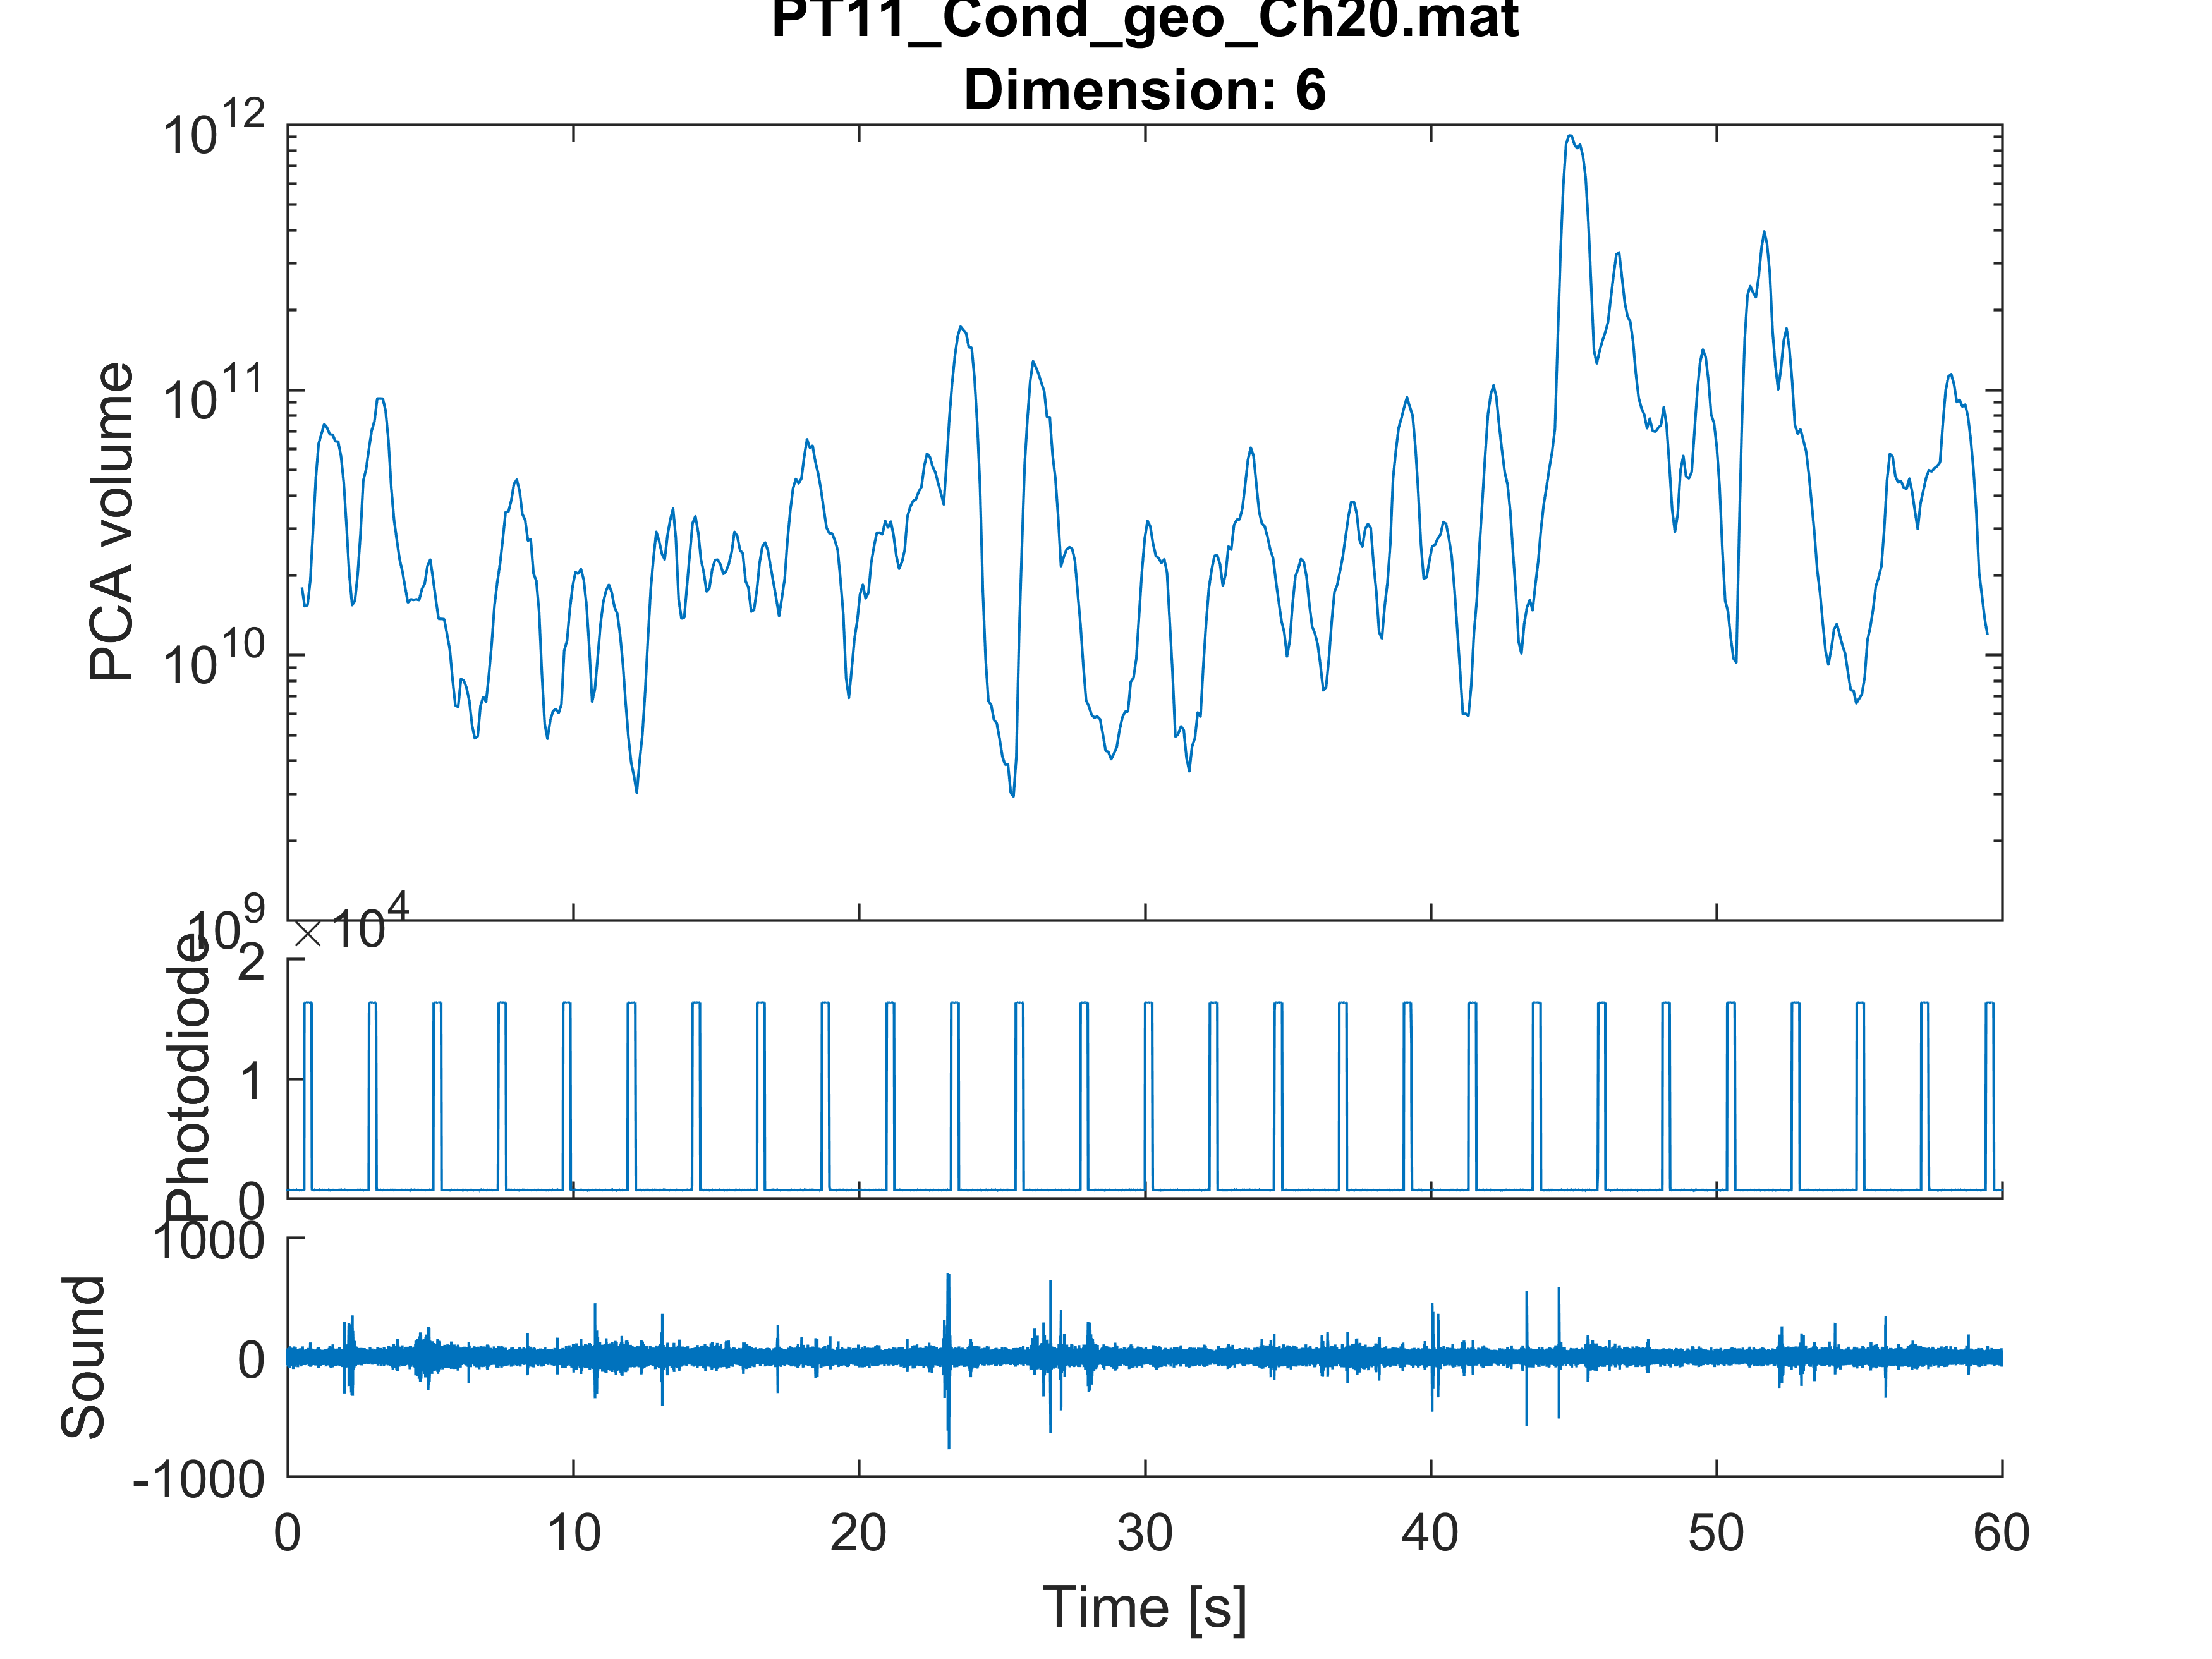 PT11_Cond_geo_Ch20.mat
Dimension: 6
10^12
10^11
10^10
10^9
PCA volume
×10^4
2
1
0
Photodiode
1000
0
-1000
Sound
0 10 20 30 40 50 60
Time [s]